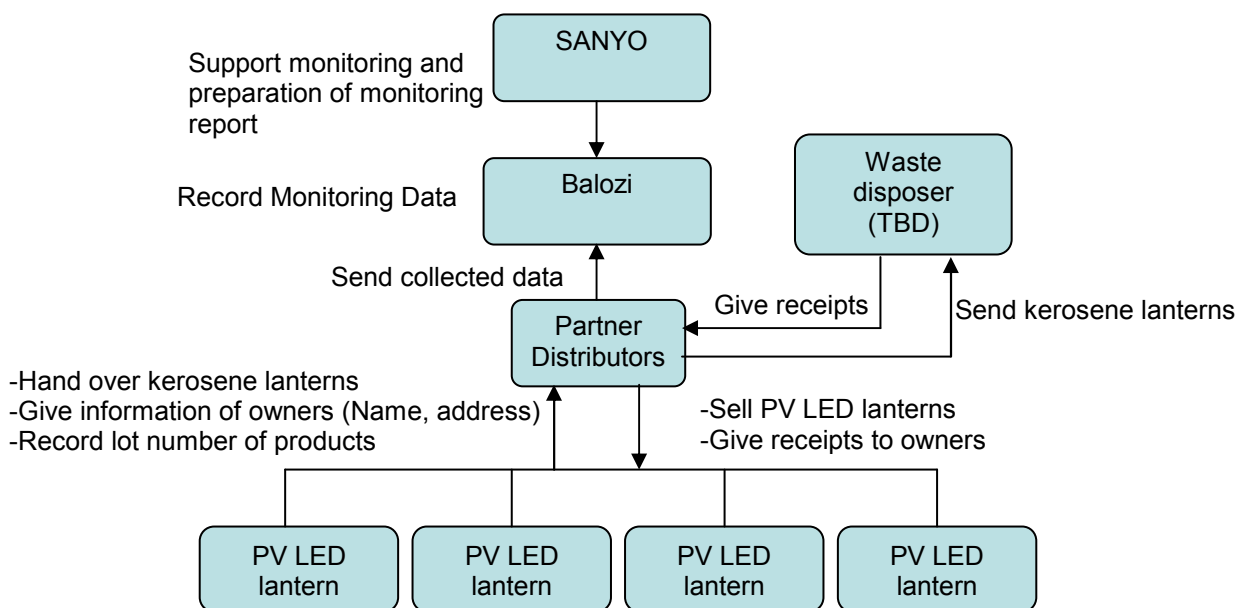 SANYO
Support monitoring and
preparation of monitoring
report
Waste
disposer
(TBD)
Balozi
Record Monitoring Data
Send collected data
Give receipts
Send kerosene lanterns
Partner
Distributors
-Hand over kerosene lanterns
-Give information of owners (Name, address)
-Record lot number of products
-Sell PV LED lanterns
-Give receipts to owners
PV LED
lantern
PV LED
lantern
PV LED
lantern
PV LED
lantern